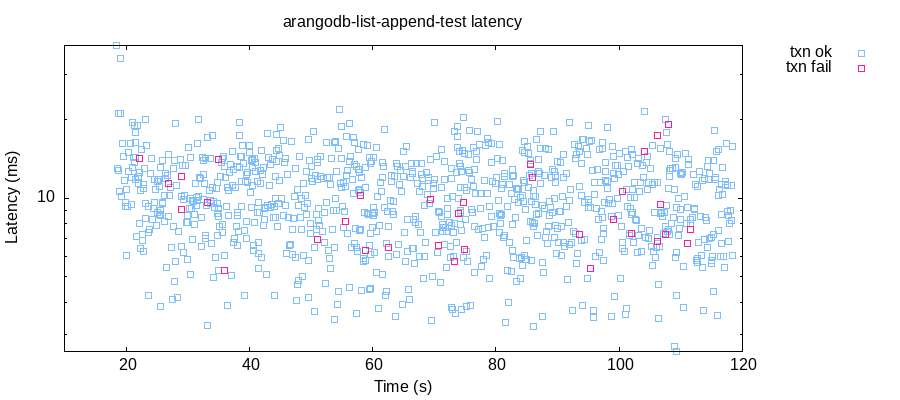 arangodb-list-append-test latency
txn ok
txn fail
Latency (ms)
10
20
40
60
80
100
120
Time (s)